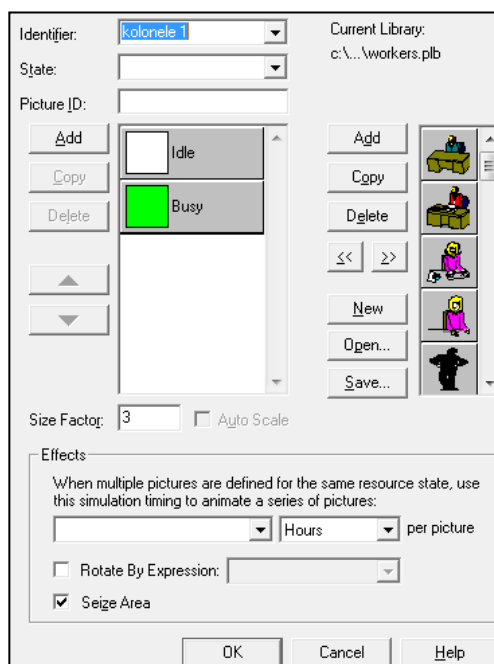 Identifier: kolonele 1 Current Library:
State: c:\...\workers.plb
Picture ID:
Add Idle Add
Copy Copy
Delete Busy Delete
<< >>
New
Open...
Save...
Size Factor: 3 Auto Scale
Effects
When multiple pictures are defined for the same resource state, use
this simulation timing to animate a series of pictures:
Hours per picture
Rotate By Expression:
Seize Area
OK Cancel Help